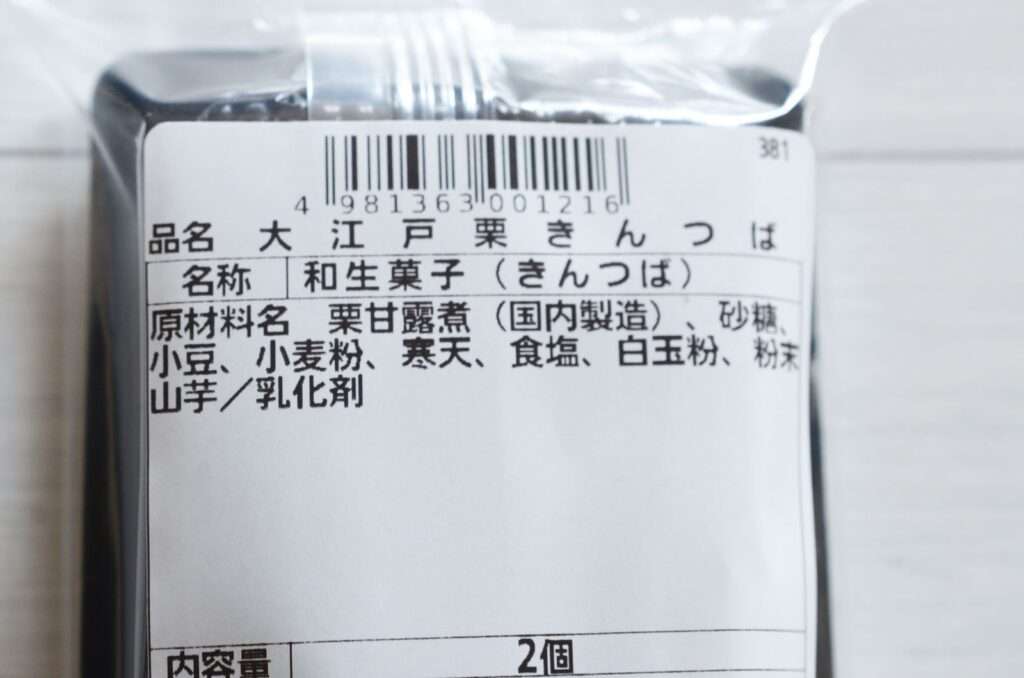 381
4 981363 001216
品名 大江戸栗きんつば
名称 和生菓子（きんつば）
原材料名 栗甘露煮（国内製造）、砂糖、
小豆、小麦粉、寒天、食塩、白玉粉、粉末
山芋／乳化剤
内容量 2個